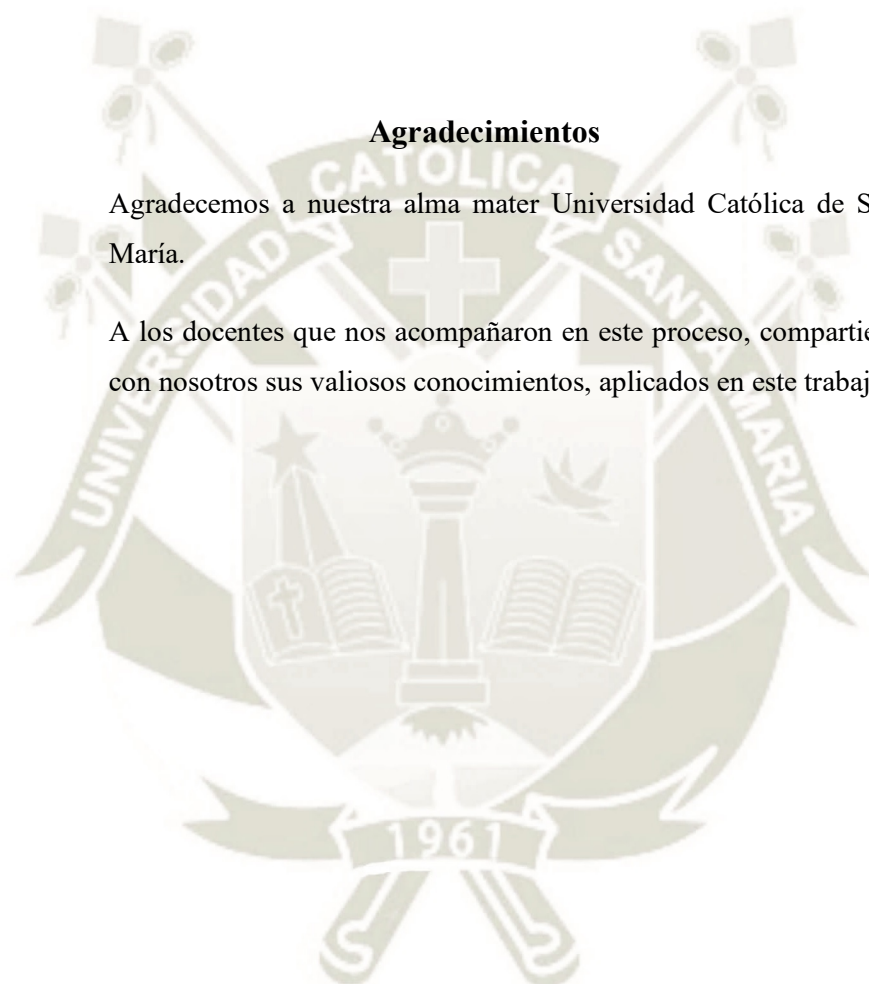 Agradecimientos
Agradecemos a nuestra alma mater Universidad Católica de S
María.
A los docentes que nos acompañaron en este proceso, compartie
con nosotros sus valiosos conocimientos, aplicados en este trabaj
UNIVERSIDAD
CATOLICA
SANTA MARIA
1961